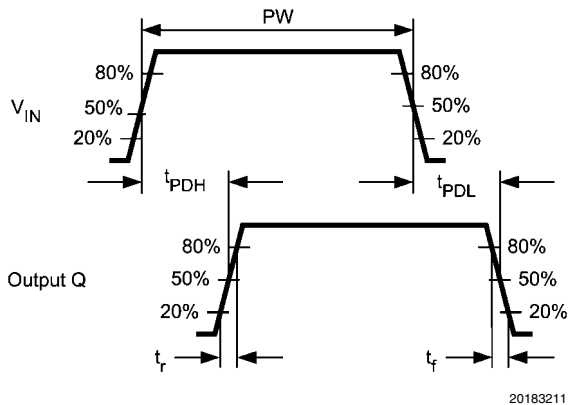 PW
80% 80%
V_IN 50% 50%
20% 20%
t_PDH t_PDL
80% 80%
Output Q 50% 50%
20% 20%
t_r t_f
20183211